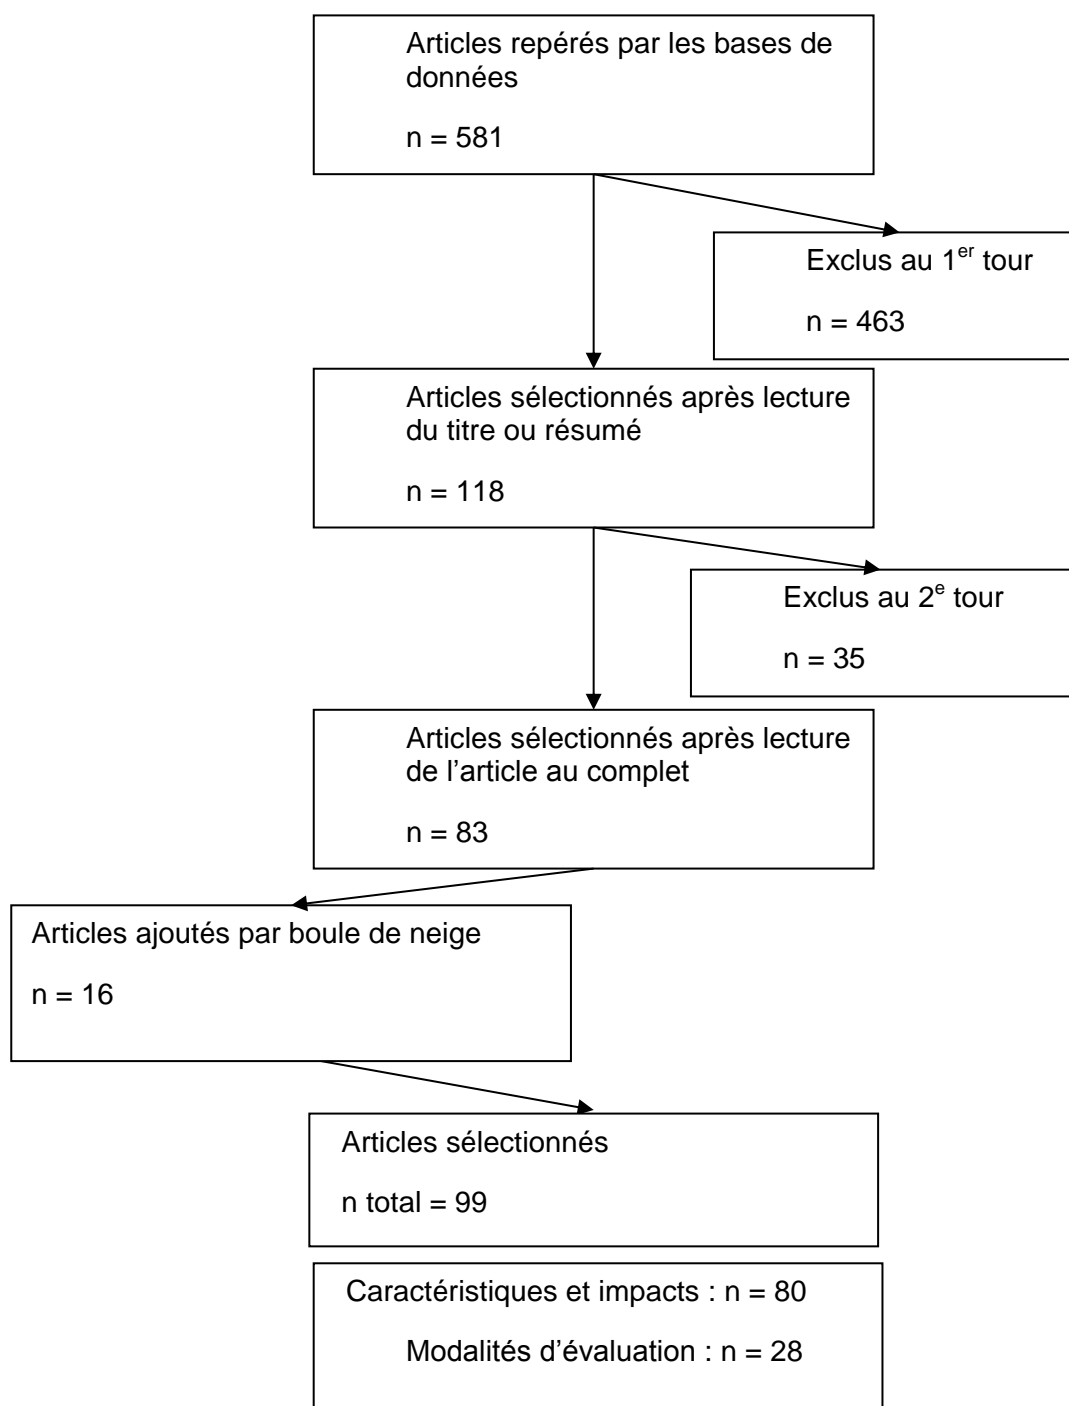 Articles repérés par les bases de
données
n = 581
Exclus au 1er tour
n = 463
Articles sélectionnés après lecture
du titre ou résumé
n = 118
Exclus au 2e tour
n = 35
Articles sélectionnés après lecture
de l’article au complet
n = 83
Articles ajoutés par boule de neige
n = 16
Articles sélectionnés
n total = 99
Caractéristiques et impacts : n = 80
Modalités d’évaluation : n = 28